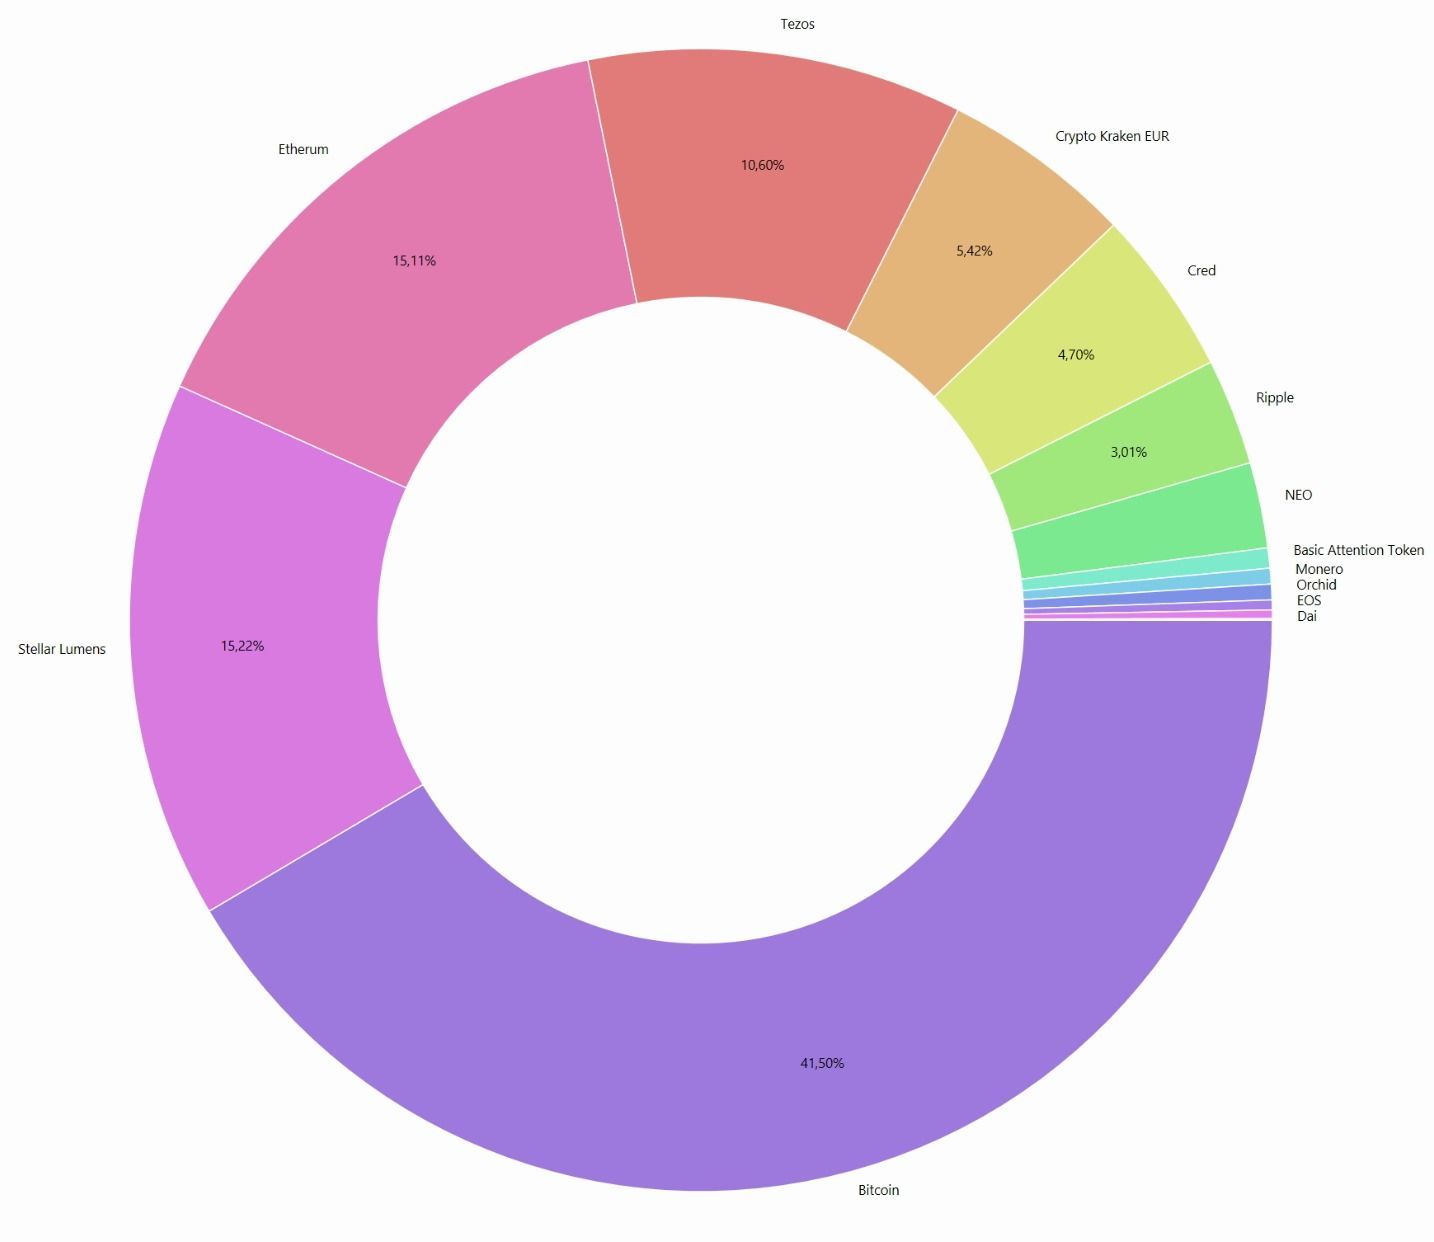 Tezos
Crypto Kraken EUR
Etherum
10,60%
5,42%
15,11%
Cred
4,70%
Ripple
3,01%
NEO
Basic Attention Token
Monero
Orchid
EOS
Dai
Stellar Lumens
15,22%
41,50%
Bitcoin